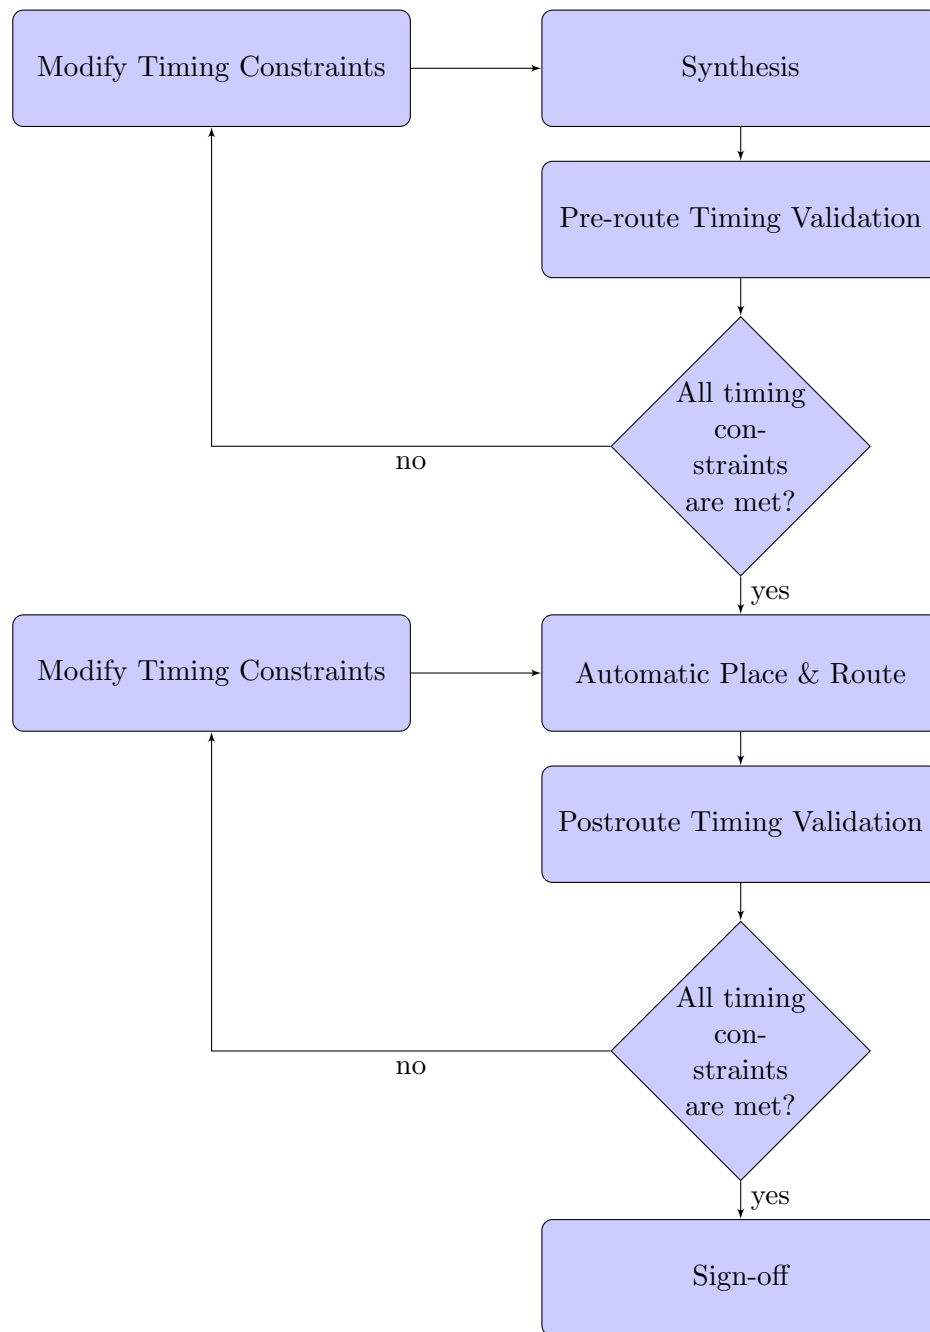 Modify Timing Constraints
Synthesis
Pre-route Timing Validation
All timing
con-
straints
are met?
no
yes
Modify Timing Constraints
Automatic Place & Route
Postroute Timing Validation
All timing
con-
straints
are met?
no
yes
Sign-off